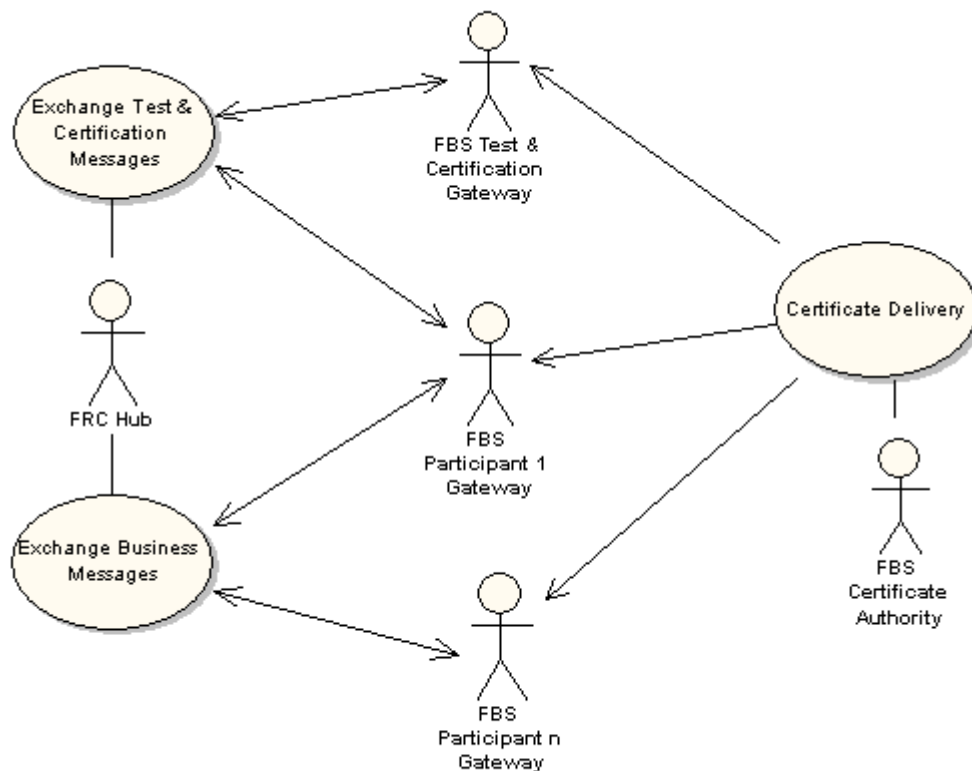 Exchange Test &
Certification
Messages
FBS Test &
Certification
Gateway
Certificate Delivery
FRC Hub
FBS
Participant 1
Gateway
FBS
Certificate
Authority
Exchange Business
Messages
FBS
Participant n
Gateway